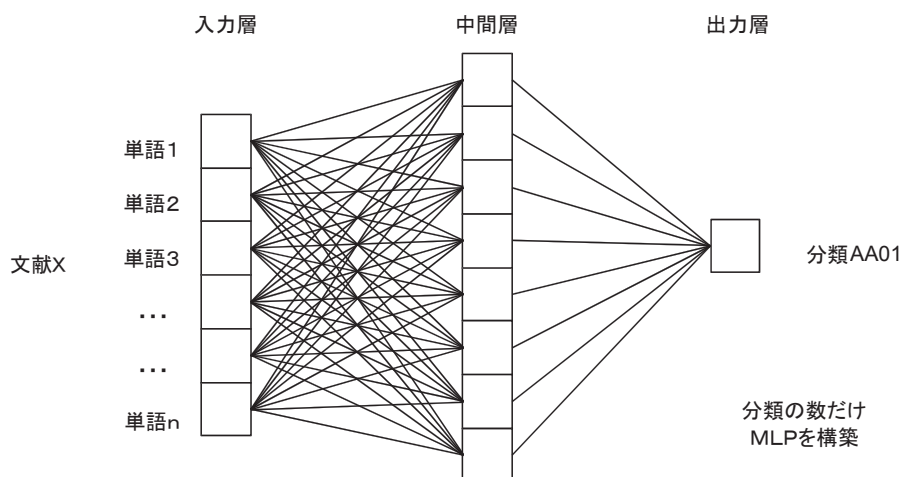 入力層
中間層
出力層
単語1
単語2
単語3
…
…
単語n
文献X
分類AA01
分類の数だけ
MLPを構築